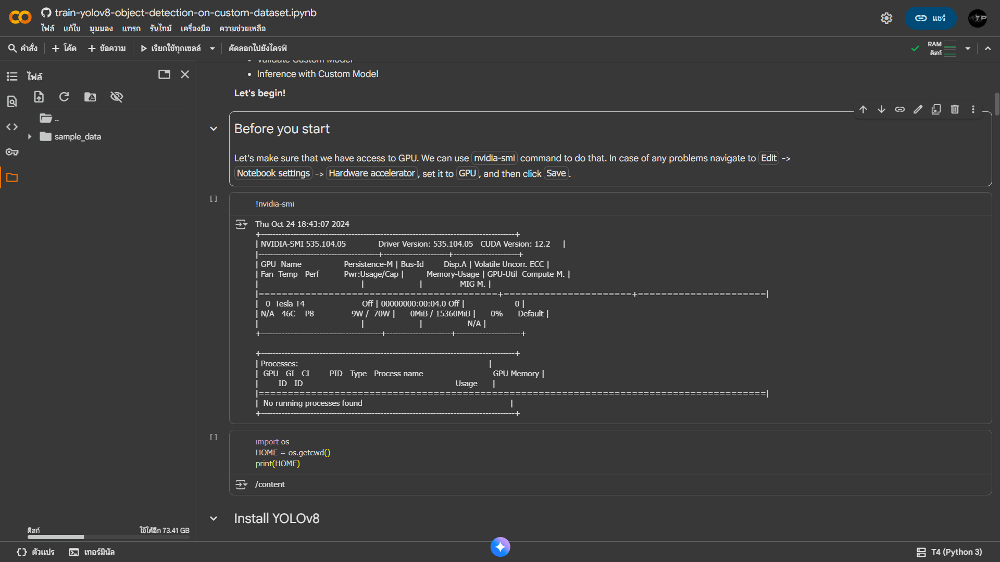 train-yolov8-object-detection-on-custom-dataset.ipynb
ไฟล์ แก้ไข มุมมอง แทรก รันไทม์ เครื่องมือ ความช่วยเหลือ
แชร์
คำสั่ง + โค้ด + ข้อความ เรียกใช้ทุกเซลล์ คัดลอกไปยังไดรฟ์
RAM
ดิสก์
ไฟล์
..
sample_data
ดิสก์ ใช้ได้อีก 73.41 GB
Validate Custom Model
Inference with Custom Model
Let's begin!
Before you start
Let's make sure that we have access to GPU. We can use nvidia-smi command to do that. In case of any problems navigate to Edit ->
Notebook settings -> Hardware accelerator, set it to GPU, and then click Save.
[ ]
!nvidia-smi
Thu Oct 24 18:43:07 2024
+---------------------------------------------------------------------------------------+
| NVIDIA-SMI 535.104.05             Driver Version: 535.104.05   CUDA Version: 12.2     |
|-----------------------------------------+----------------------+----------------------+
| GPU  Name                 Persistence-M | Bus-Id        Disp.A | Volatile Uncorr. ECC |
| Fan  Temp   Perf          Pwr:Usage/Cap |         Memory-Usage | GPU-Util  Compute M. |
|                                         |                      |               MIG M. |
|=========================================+======================+======================|
|   0  Tesla T4                       Off | 00000000:00:04.0 Off |                    0 |
| N/A   46C    P8               9W /  70W |      0MiB / 15360MiB |      0%      Default |
|                                         |                      |                  N/A |
+-----------------------------------------+----------------------+----------------------+
+---------------------------------------------------------------------------------------+
| Processes:                                                                            |
|  GPU   GI   CI        PID   Type   Process name                            GPU Memory |
|        ID   ID                                                             Usage      |
|=======================================================================================|
|  No running processes found                                                           |
+---------------------------------------------------------------------------------------+
[ ]
import os
HOME = os.getcwd()
print(HOME)
/content
Install YOLOv8
ตัวแปร เทอร์มินัล
T4 (Python 3)